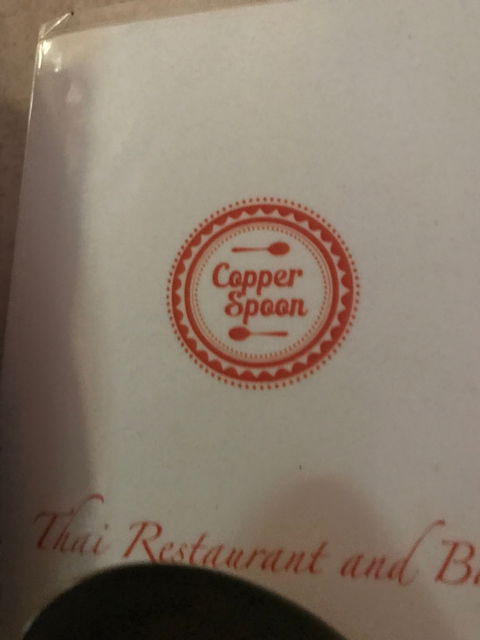 Copper
Spoon
Thai Restaurant and